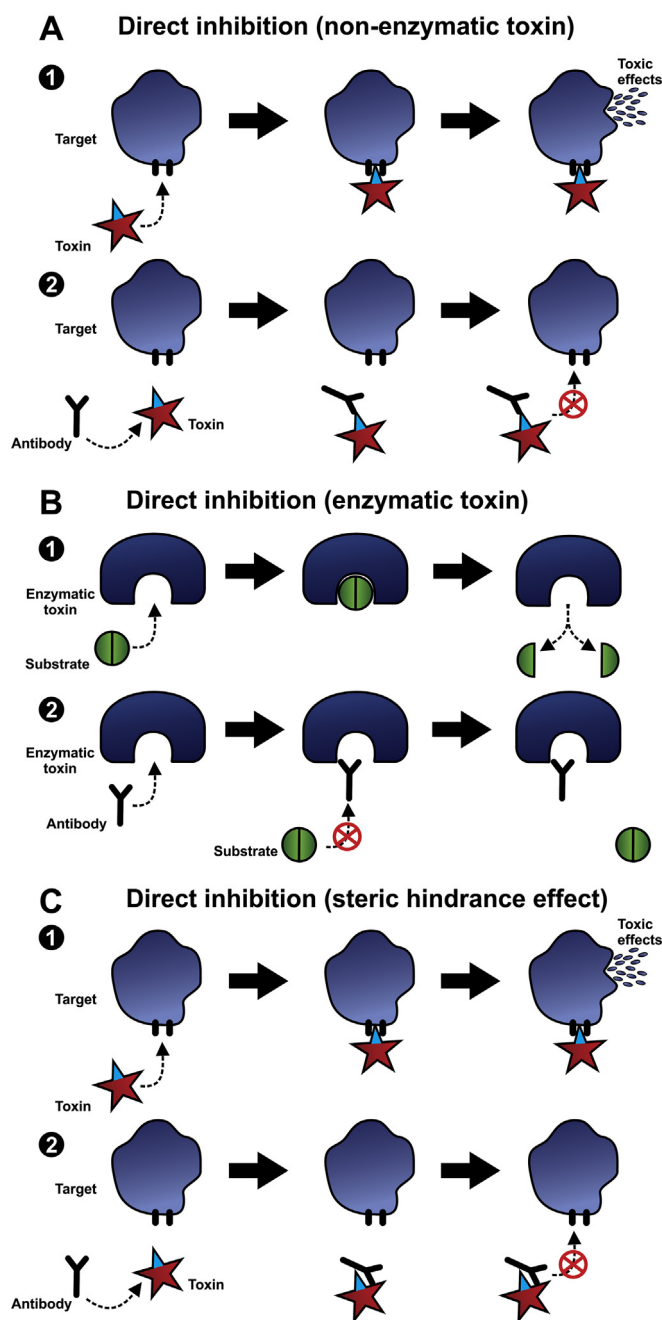 A Direct inhibition (non-enzymatic toxin)
1
Toxic
effects
Target
Toxin
2
Target
Antibody
Toxin
B Direct inhibition (enzymatic toxin)
1
Enzymatic
toxin
Substrate
2
Enzymatic
toxin
Antibody
Substrate
C Direct inhibition (steric hindrance effect)
1
Toxic
effects
Target
Toxin
2
Target
Toxin
Antibody